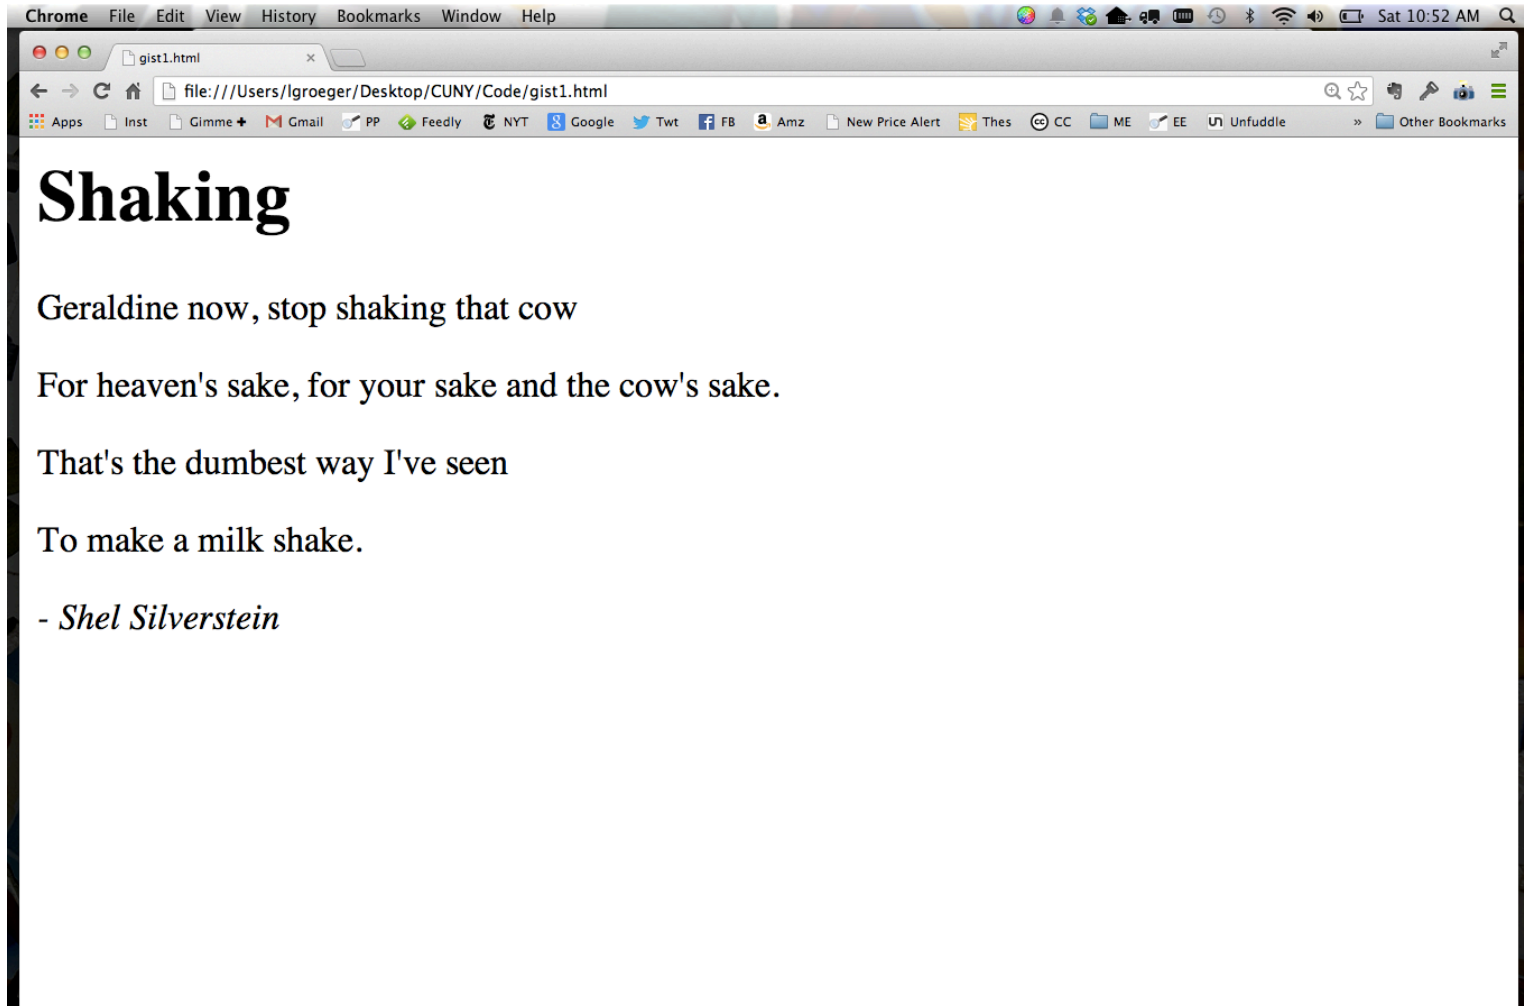 Chrome File Edit View History Bookmarks Window Help Sat 10:52 AM
gist1.html
file:///Users/lgroeger/Desktop/CUNY/Code/gist1.html
Apps Inst Gimme + Gmail PP Feedly NYT Google Twt FB Amz New Price Alert Thes CC ME EE Unfuddle » Other Bookmarks
Shaking
Geraldine now, stop shaking that cow
For heaven's sake, for your sake and the cow's sake.
That's the dumbest way I've seen
To make a milk shake.
- Shel Silverstein